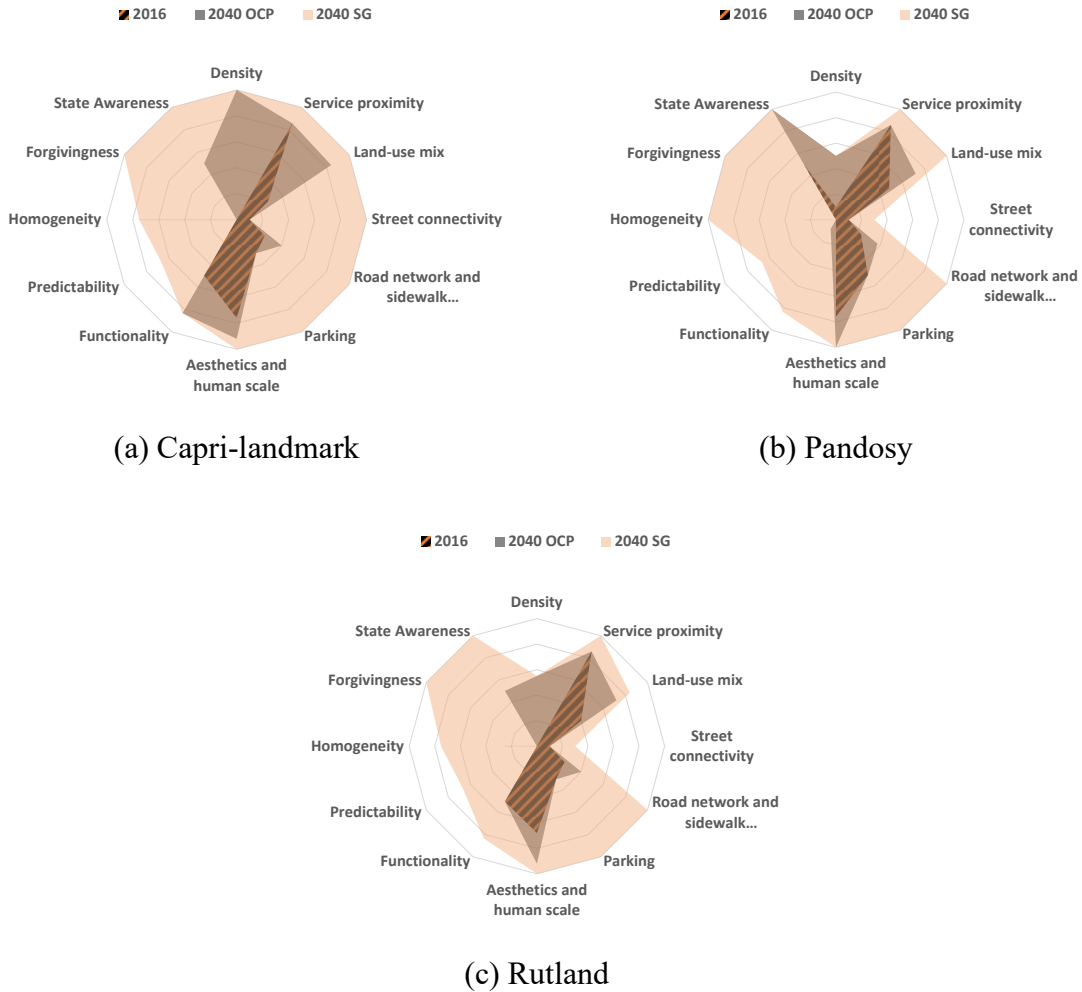 2016 2040 OCP 2040 SG
Density
Service proximity
Land-use mix
Street connectivity
Road network and
sidewalk...
Parking
Aesthetics and
human scale
Functionality
Predictability
Homogeneity
Forgivingness
State Awareness
(a) Capri-landmark
2016 2040 OCP 2040 SG
Density
Service proximity
Land-use mix
Street
connectivity
Road network and
sidewalk...
Parking
Aesthetics and
human scale
Functionality
Predictability
Homogeneity
Forgivingness
State Awareness
(b) Pandosy
2016 2040 OCP 2040 SG
Density
Service proximity
Land-use mix
Street
connectivity
Road network and
sidewalk...
Parking
Aesthetics and
human scale
Functionality
Predictability
Homogeneity
Forgivingness
State Awareness
(c) Rutland